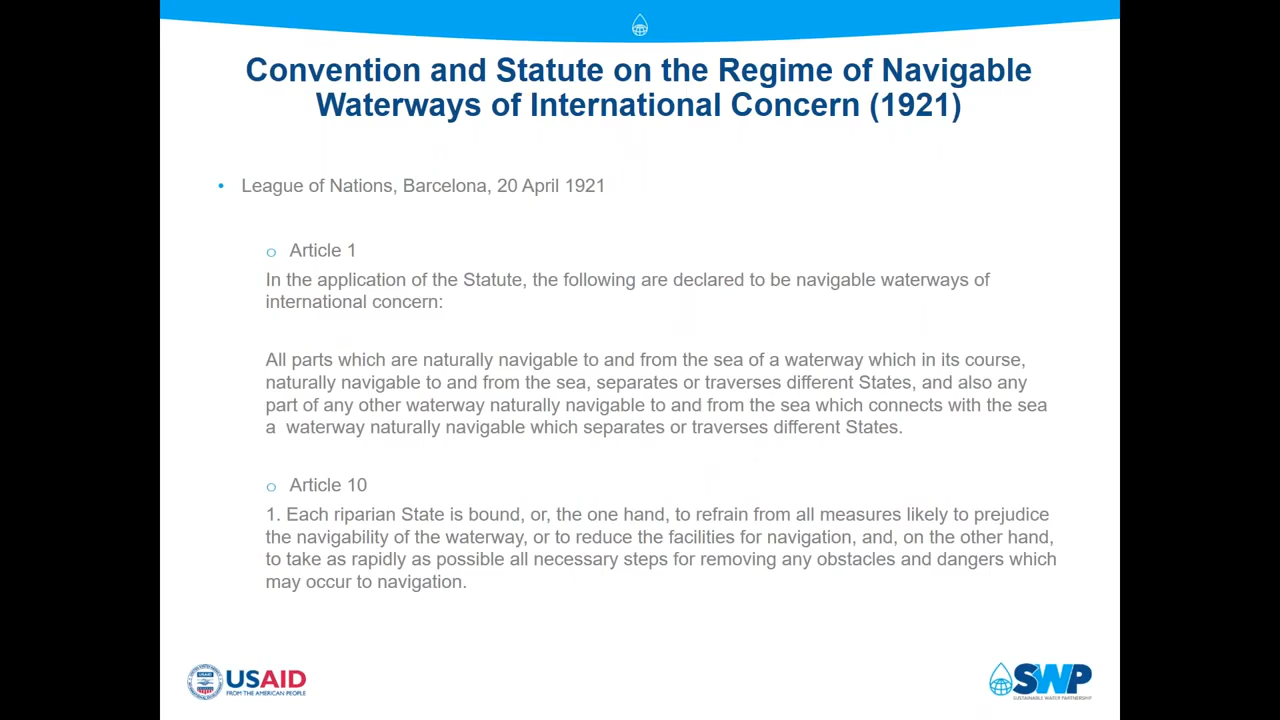 Convention and Statute on the Regime of Navigable
Waterways of International Concern (1921)
• League of Nations, Barcelona, 20 April 1921
o Article 1
In the application of the Statute, the following are declared to be navigable waterways of
international concern:
All parts which are naturally navigable to and from the sea of a waterway which in its course,
naturally navigable to and from the sea, separates or traverses different States, and also any
part of any other waterway naturally navigable to and from the sea which connects with the sea
a waterway naturally navigable which separates or traverses different States.
o Article 10
1. Each riparian State is bound, or, the one hand, to refrain from all measures likely to prejudice
the navigability of the waterway, or to reduce the facilities for navigation, and, on the other hand,
to take as rapidly as possible all necessary steps for removing any obstacles and dangers which
may occur to navigation.
USAID
FROM THE AMERICAN PEOPLE
SWP
SUSTAINABLE WATER PARTNERSHIP